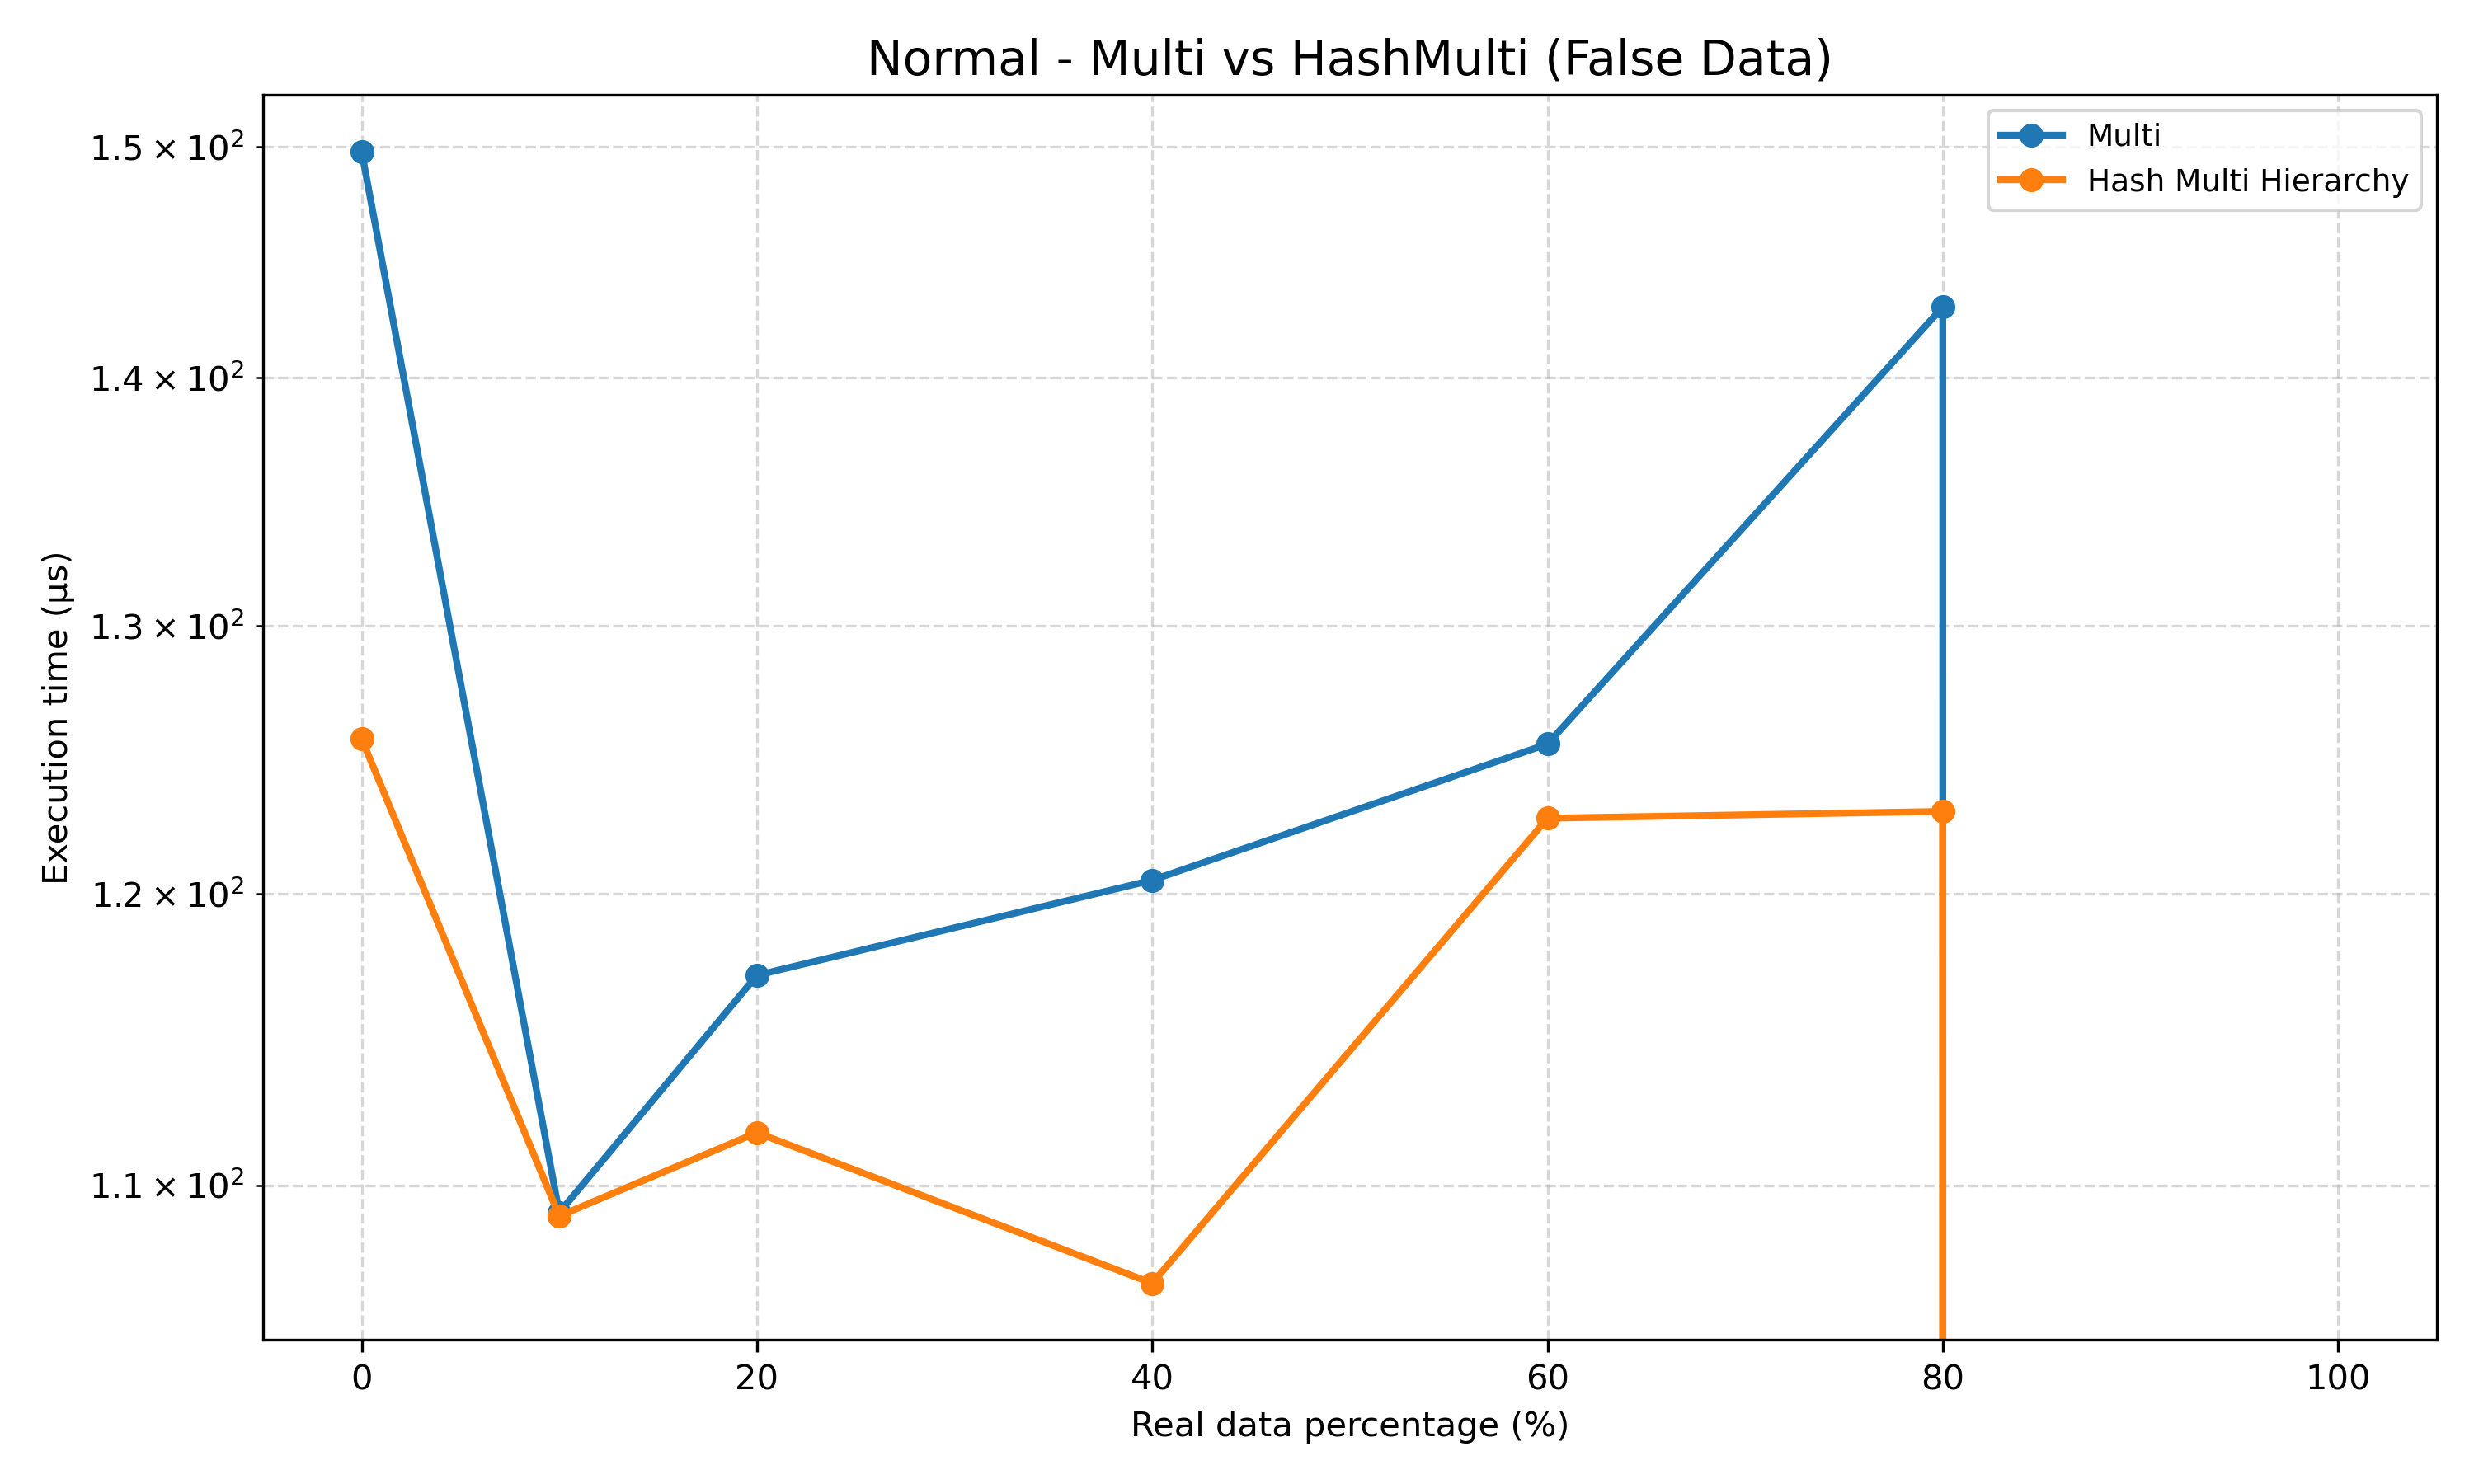 Normal - Multi vs HashMulti (False Data)
Multi
Hash Multi Hierarchy
Execution time (µs)
1.5 × 10²
1.4 × 10²
1.3 × 10²
1.2 × 10²
1.1 × 10²
0 20 40 60 80 100
Real data percentage (%)